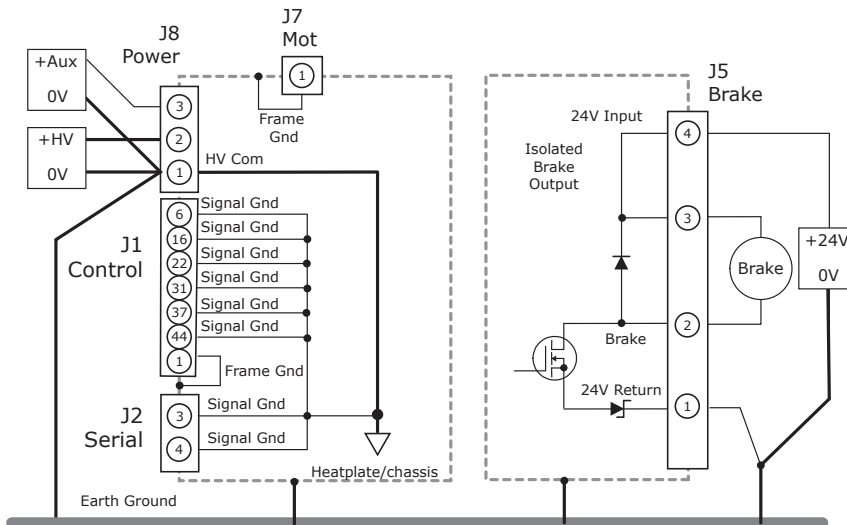 J8
Power
J7
Mot
J5
Brake
+Aux
0V
+HV
0V
3
2
1
1
Frame
Gnd
HV Com
J1
Control
6
16
22
31
37
44
1
Signal Gnd
Signal Gnd
Signal Gnd
Signal Gnd
Signal Gnd
Signal Gnd
Frame Gnd
J2
Serial
3
4
Signal Gnd
Signal Gnd
Heatplate/chassis
Earth Ground
24V Input
Isolated
Brake
Output
4
3
2
1
Brake
24V Return
Brake
+24V
0V